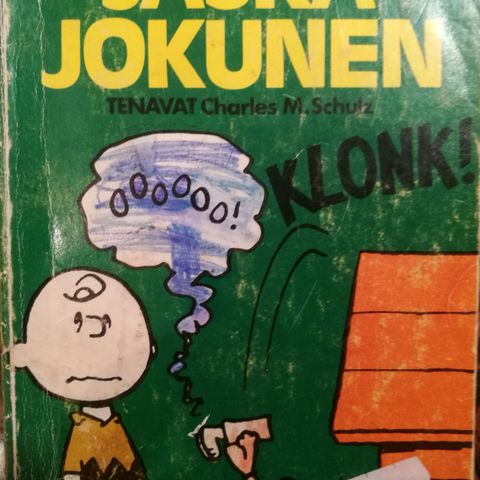 JASKA
JOKUNEN
TENAVAT Charles M. Schulz
OOOOOO!
KLONK!